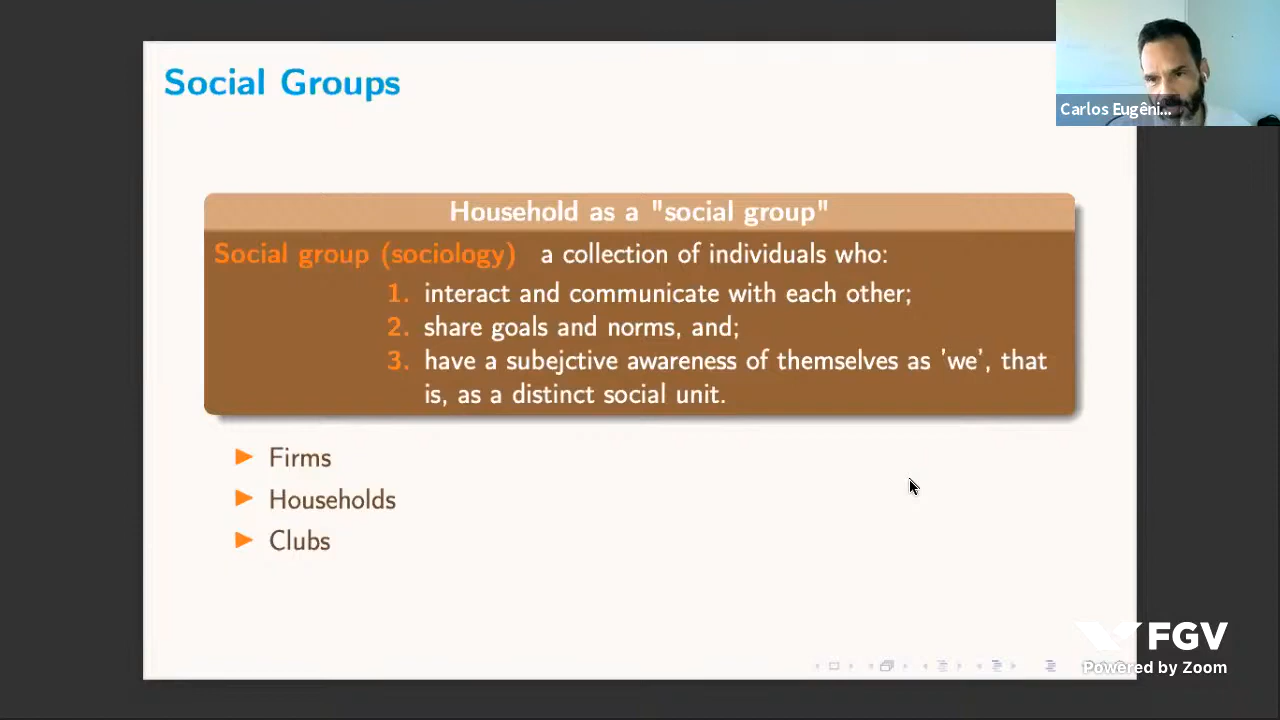 Social Groups
Carlos Eugêni...
Household as a "social group"
Social group (sociology) a collection of individuals who:
1. interact and communicate with each other;
2. share goals and norms, and;
3. have a subejctive awareness of themselves as 'we', that
is, as a distinct social unit.
Firms
Households
Clubs
FGV
Powered by Zoom